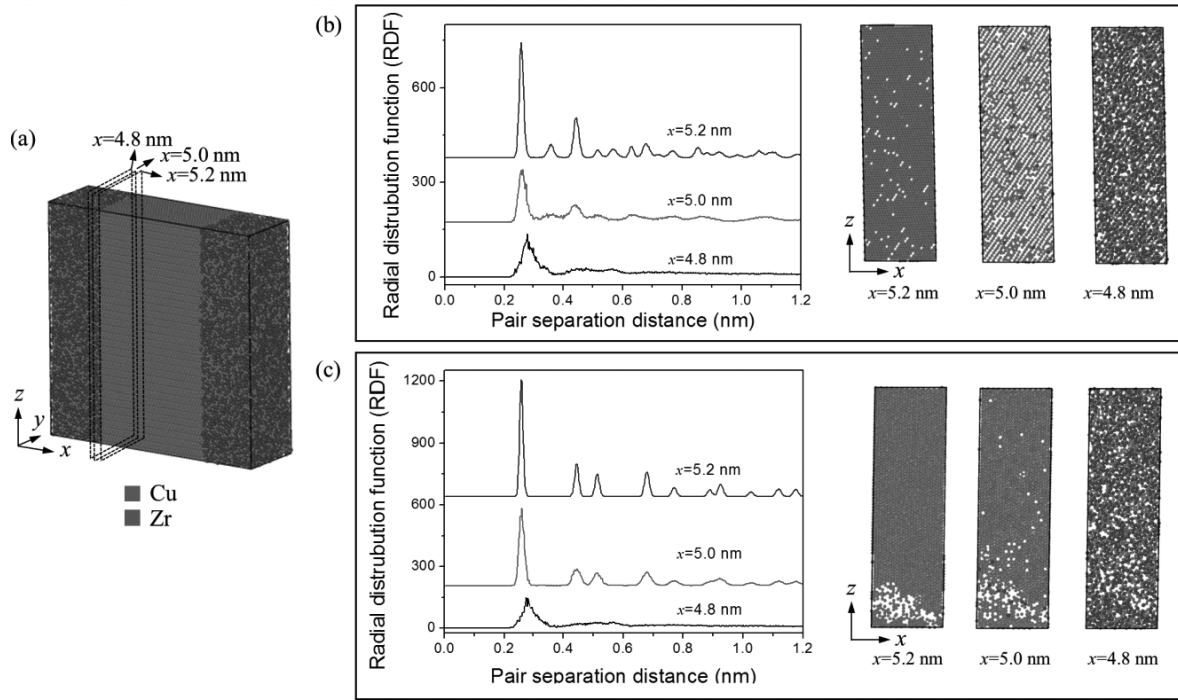 (a)
x=4.8 nm
x=5.0 nm
x=5.2 nm
z
y
x
Cu
Zr
(b)
Radial distrubution function (RDF)
600
300
0
x=5.2 nm
x=5.0 nm
x=4.8 nm
0.0 0.2 0.4 0.6 0.8 1.0 1.2
Pair separation distance (nm)
z
x
x=5.2 nm x=5.0 nm x=4.8 nm
(c)
Radial distrubution function (RDF)
1200
900
600
300
0
x=5.2 nm
x=5.0 nm
x=4.8 nm
0.0 0.2 0.4 0.6 0.8 1.0 1.2
Pair separation distance (nm)
z
x
x=5.2 nm x=5.0 nm x=4.8 nm